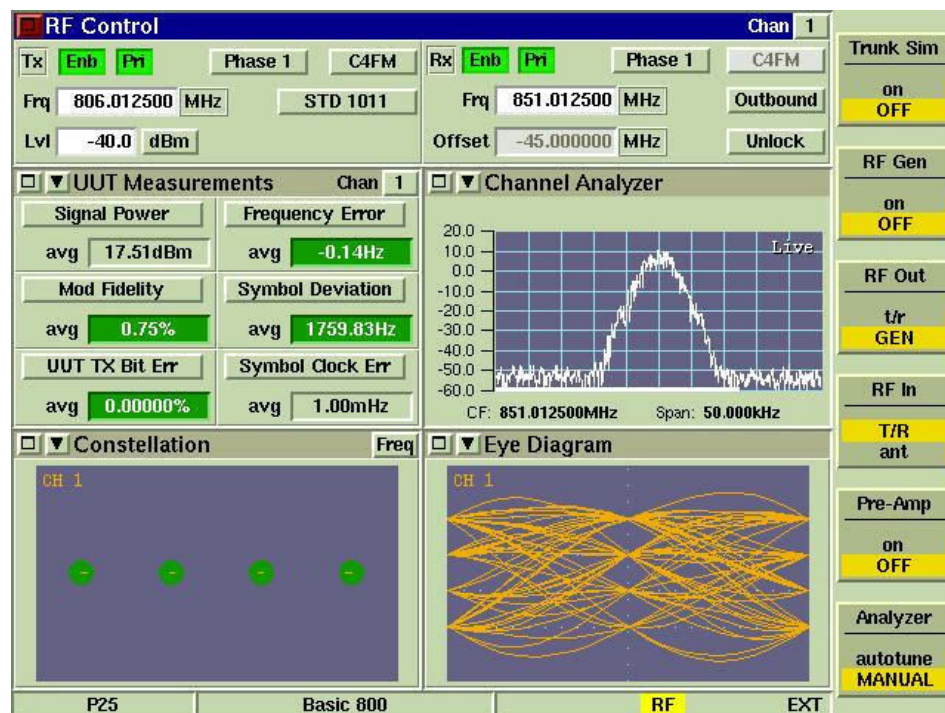 RF Control Chan 1
Tx Enb Pri Phase 1 C4FM
Frq 806.012500 MHz STD 1011
Lvl -40.0 dBm
Rx Enb Pri Phase 1 C4FM
Frq 851.012500 MHz Outbound
Offset -45.000000 MHz Unlock
UUT Measurements Chan 1
Signal Power Frequency Error
avg 17.51dBm avg -0.14Hz
Mod Fidelity Symbol Deviation
avg 0.75% avg 1759.83Hz
UUT TX Bit Err Symbol Clock Err
avg 0.00000% avg 1.00mHz
Channel Analyzer
Live
20.0
10.0
0.0
-10.0
-20.0
-30.0
-40.0
-50.0
-60.0
CF: 851.012500MHz Span: 50.000kHz
Constellation Freq
CH 1
Eye Diagram
CH 1
P25 Basic 800 RF EXT
Trunk Sim
on
OFF
RF Gen
on
OFF
RF Out
t/r
GEN
RF In
T/R
ant
Pre-Amp
on
OFF
Analyzer
autotune
MANUAL